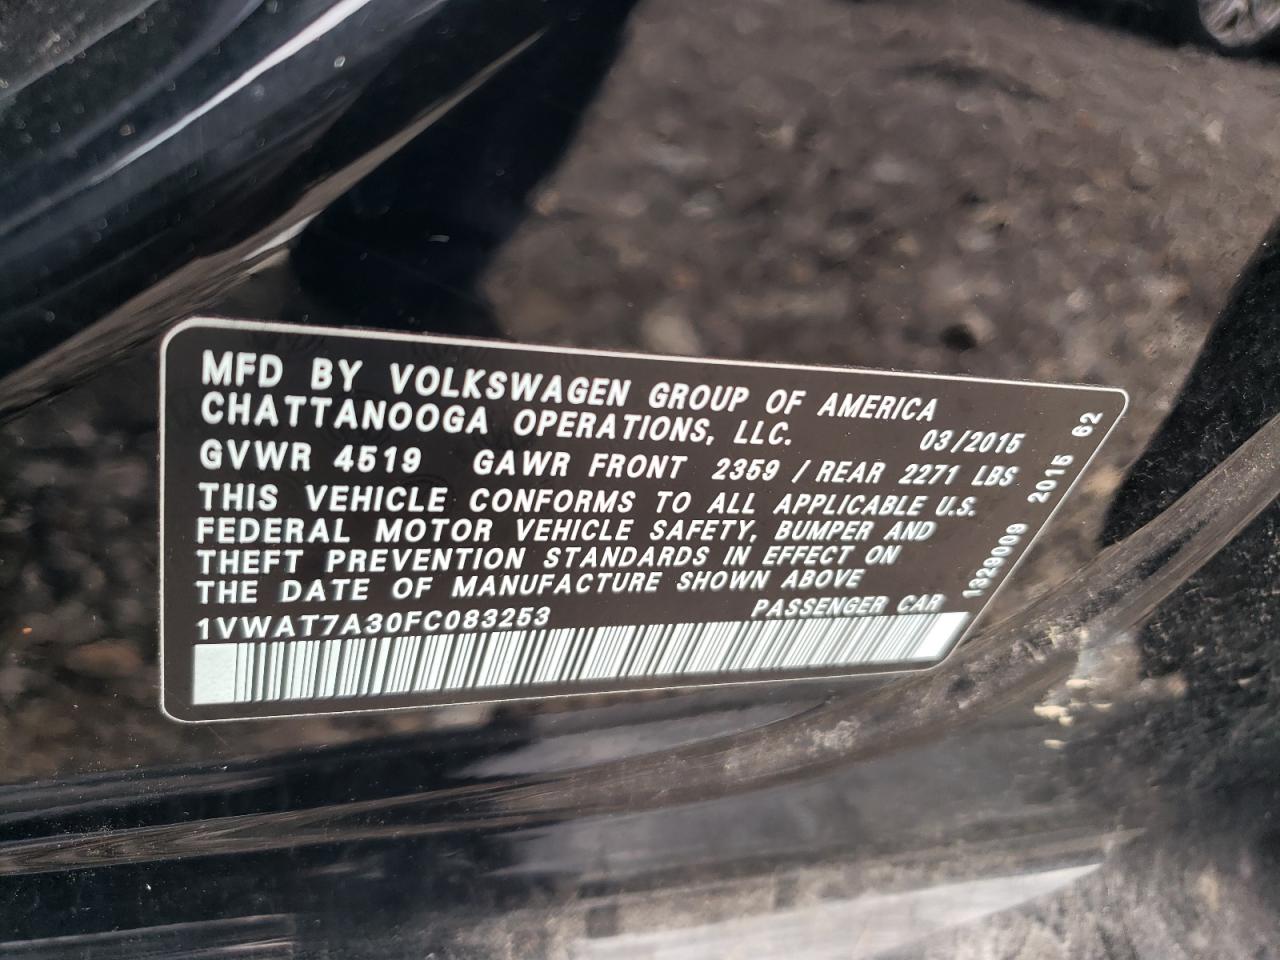 MFD BY VOLKSWAGEN GROUP OF AMERICA
CHATTANOOGA OPERATIONS, LLC. 03/2015
GVWR 4519 GAWR FRONT 2359 / REAR 2271 LBS
THIS VEHICLE CONFORMS TO ALL APPLICABLE U.S.
FEDERAL MOTOR VEHICLE SAFETY, BUMPER AND
THEFT PREVENTION STANDARDS IN EFFECT ON
THE DATE OF MANUFACTURE SHOWN ABOVE
1VWAT7A30FC083253 PASSENGER CAR
1329009 2015 62